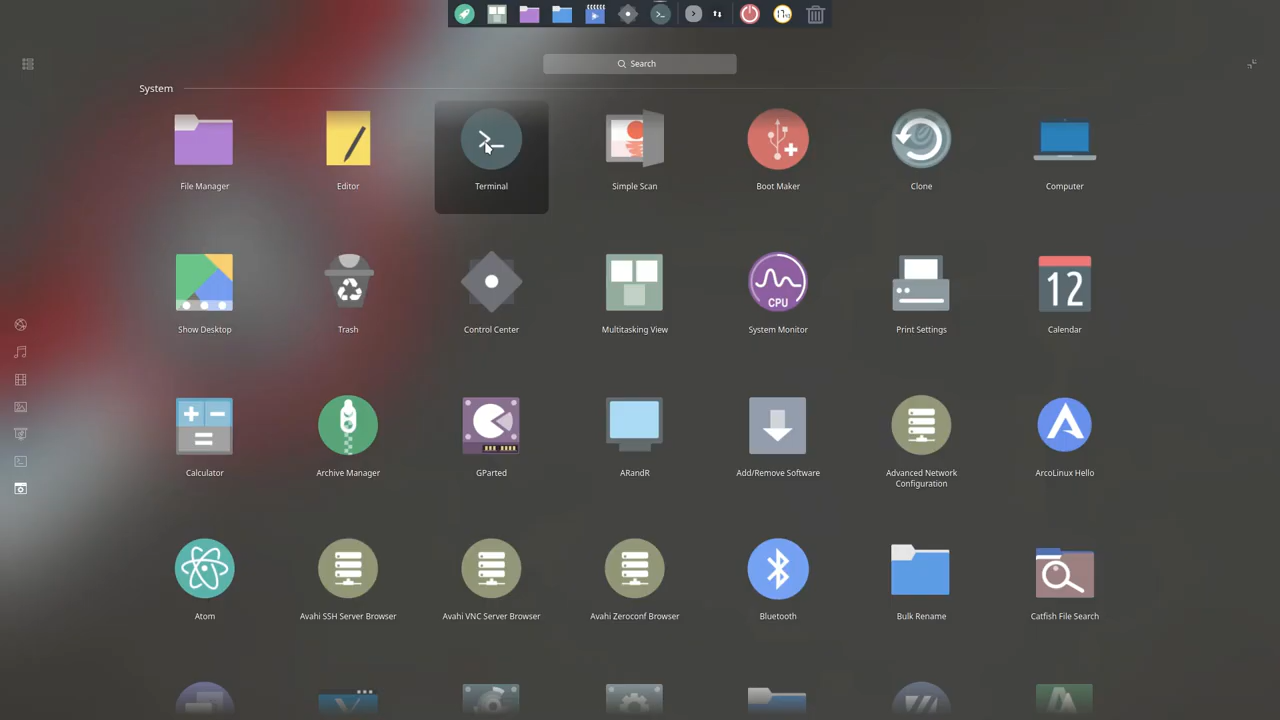 Search
System
File Manager
Editor
Terminal
Simple Scan
Boot Maker
Clone
Computer
Show Desktop
Trash
Control Center
Multitasking View
CPU
System Monitor
Print Settings
12
Calendar
Calculator
Archive Manager
GParted
ARandR
Add/Remove Software
Advanced Network
Configuration
ArcoLinux Hello
Atom
Avahi SSH Server Browser
Avahi VNC Server Browser
Avahi Zeroconf Browser
Bluetooth
Bulk Rename
Catfish File Search